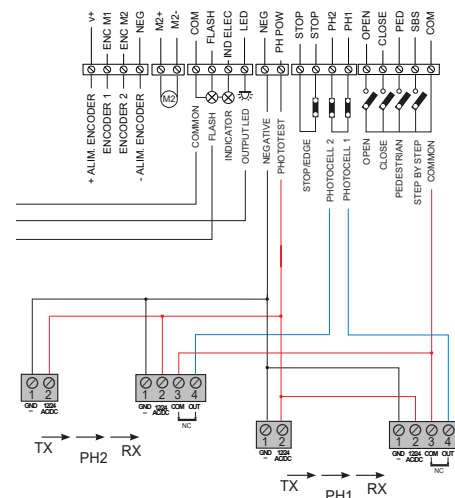 V+ ENC M1 ENC M2 NEG M2+ M2- COM FLASH IND ELEC LED NEG PH POW STOP STOP PH2 PH1 OPEN CLOSE PED SBS COM
M2
+ ALIM. ENCODER
ENCODER 1
ENCODER 2
- ALIM. ENCODER
COMMON
FLASH
INDICATOR
OUTPUT LED
NEGATIVE
PHOTOTEST
STOP/EDGE
PHOTOCELL 2
PHOTOCELL 1
OPEN
CLOSE
PEDESTRIAN
STEP BY STEP
COMMON
1 2
GND 12/24
– AC/DC
1 2 3 4
GND 12/24 COM OUT
– AC/DC
NC
TX PH2 RX
1 2
GND 12/24
– AC/DC
1 2 3 4
GND 12/24 COM OUT
– AC/DC
NC
TX PH1 RX